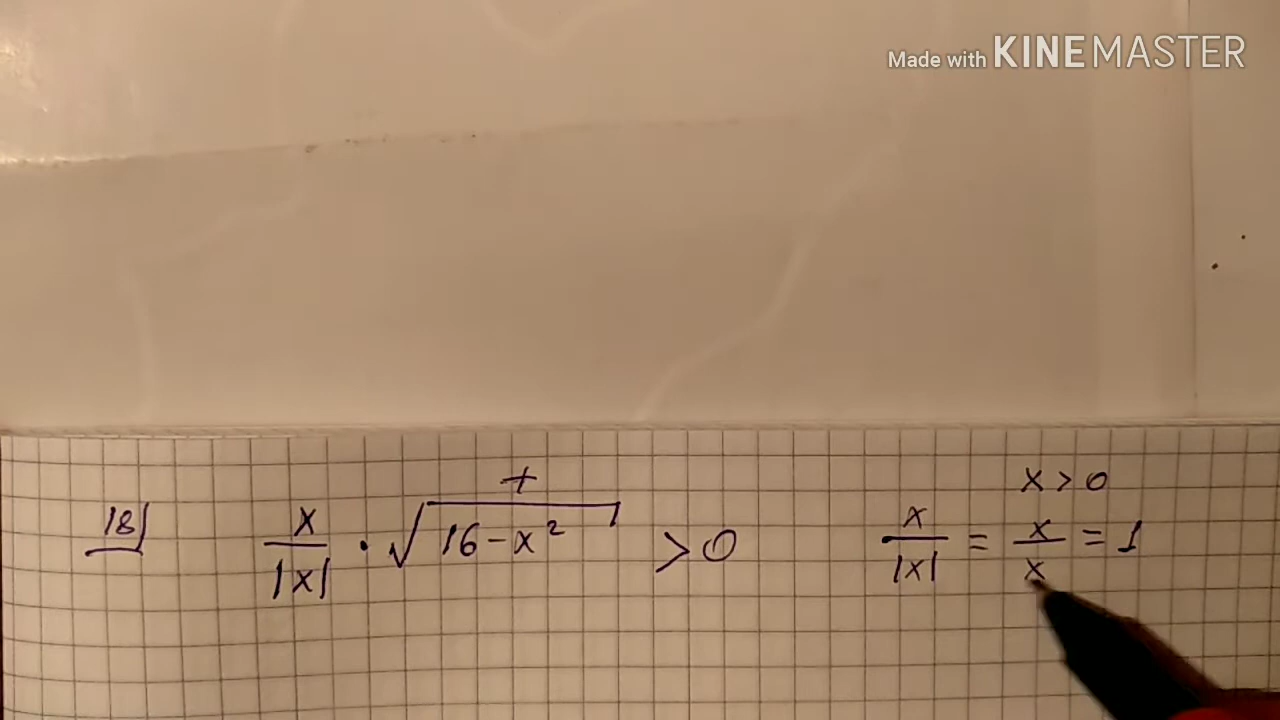 Made with KINEMASTER
18) x/|x| · √(16-x²) > 0
+
x > 0
x/|x| = x/x = 1